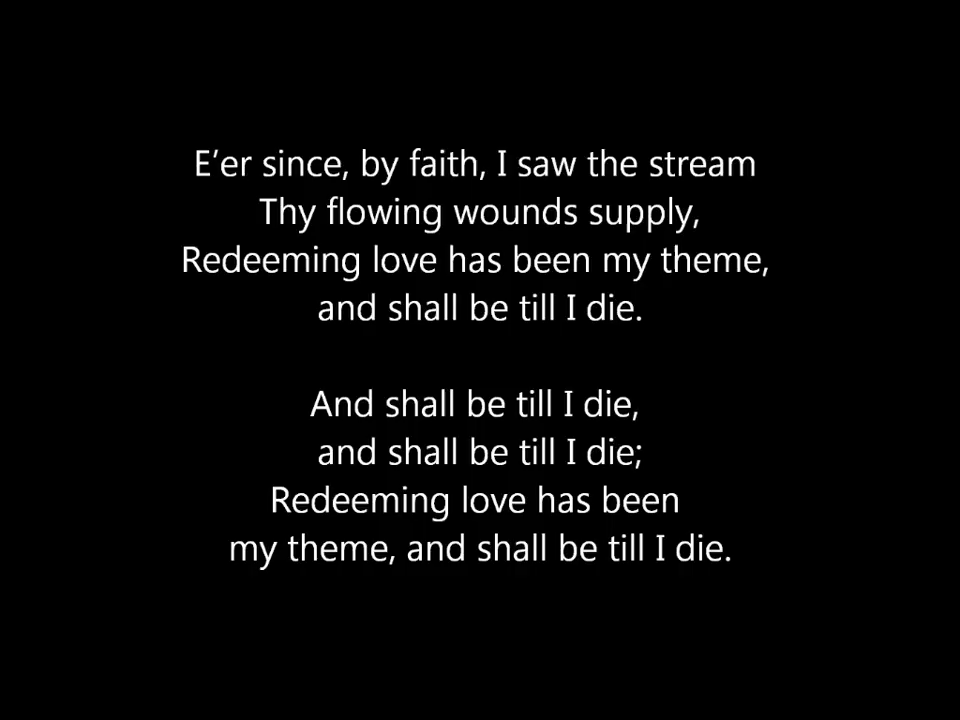 E’er since, by faith, I saw the stream
Thy flowing wounds supply,
Redeeming love has been my theme,
and shall be till I die.
And shall be till I die,
and shall be till I die;
Redeeming love has been
my theme, and shall be till I die.